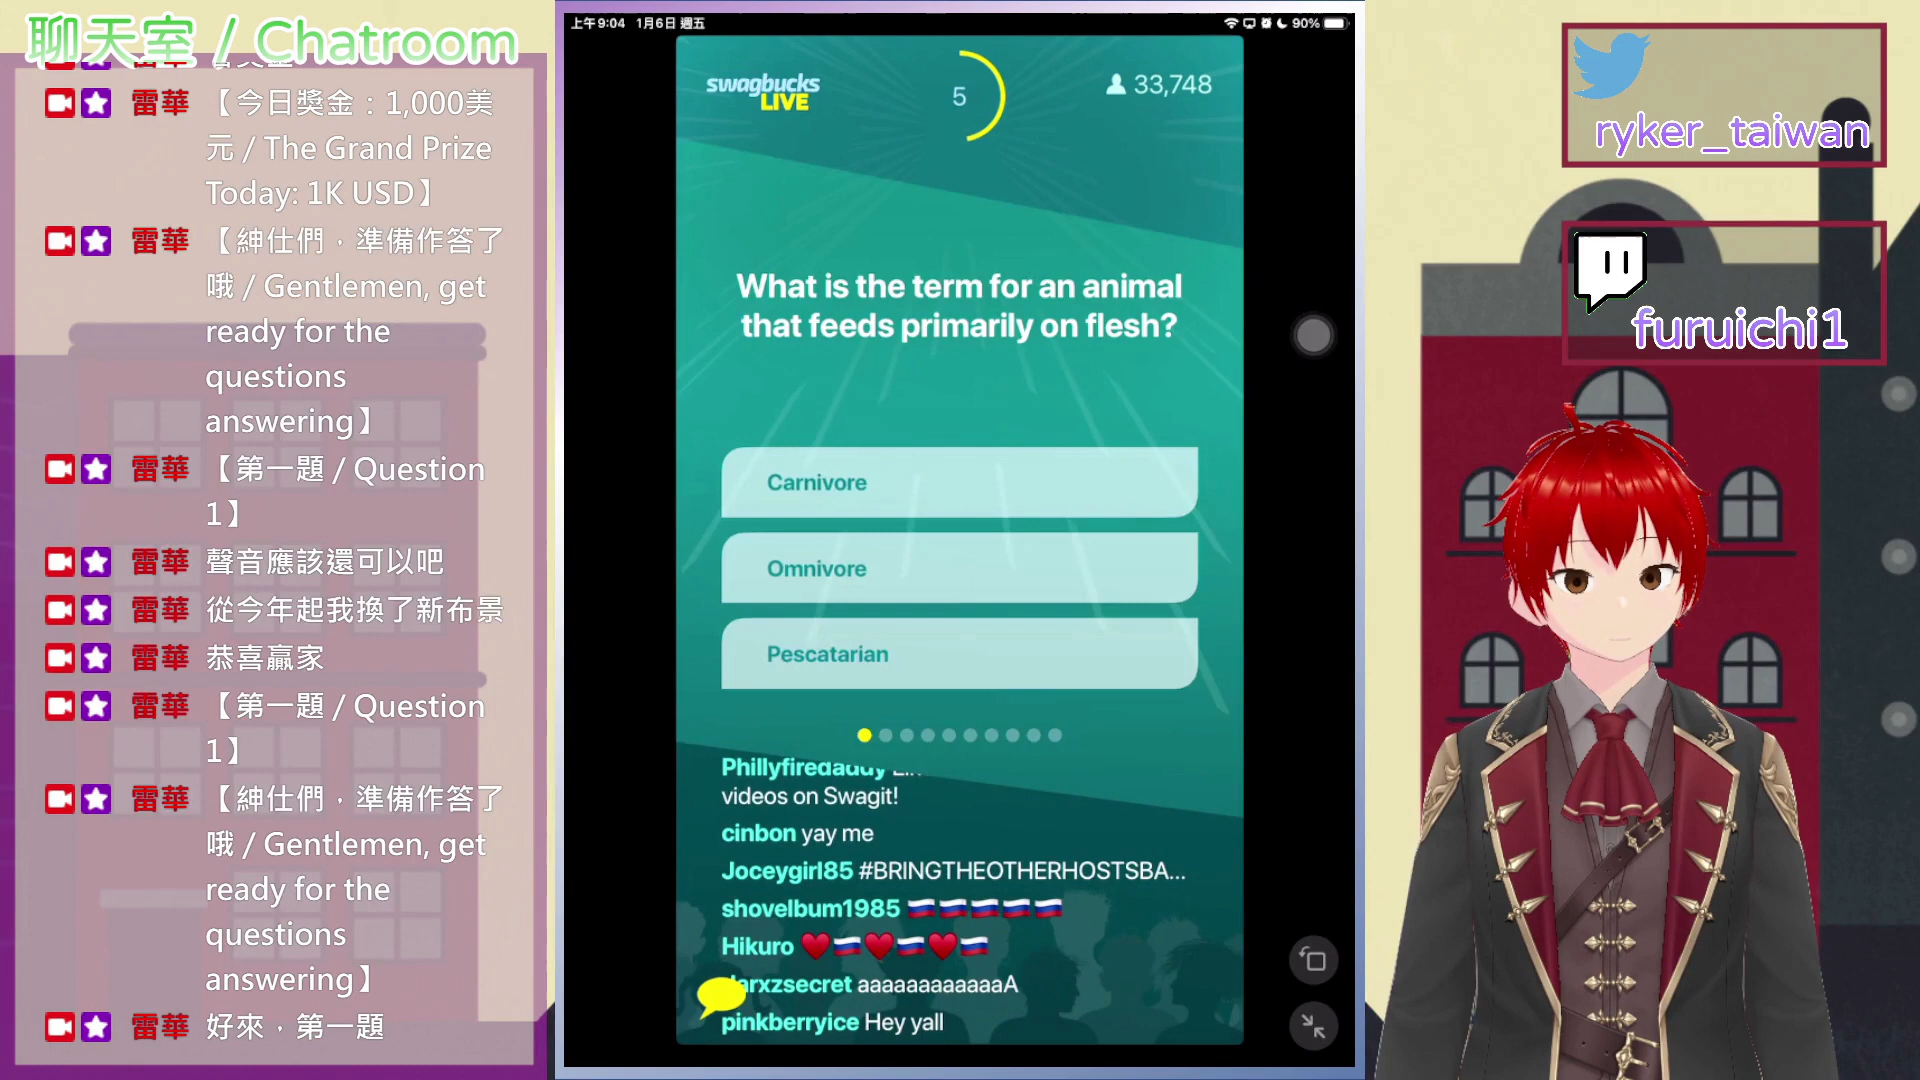 聊天室 / Chatroom
雷華 【今日獎金：1,000美
元 / The Grand Prize
Today: 1K USD】
雷華 【紳仕們，準備作答了
哦 / Gentlemen, get
ready for the
questions
answering】
雷華 【第一題 / Question
1】
雷華 聲音應該還可以吧
雷華 從今年起我換了新布景
雷華 恭喜贏家
雷華 【第一題 / Question
1】
雷華 【紳仕們，準備作答了
哦 / Gentlemen, get
ready for the
questions
answering】
雷華 好來，第一題
上午9:04 1月6日 週五
90%
swagbucks
LIVE
5
33,748
What is the term for an animal
that feeds primarily on flesh?
Carnivore
Omnivore
Pescatarian
Phillyfiredaddy
videos on Swagit!
cinbon yay me
Joceygirl85 #BRINGTHEOTHERHOSTSBA...
shovelbum1985
Hikuro
aaaaaaaaaaaaA
pinkberryice Hey yall
ryker_taiwan
furuichi1